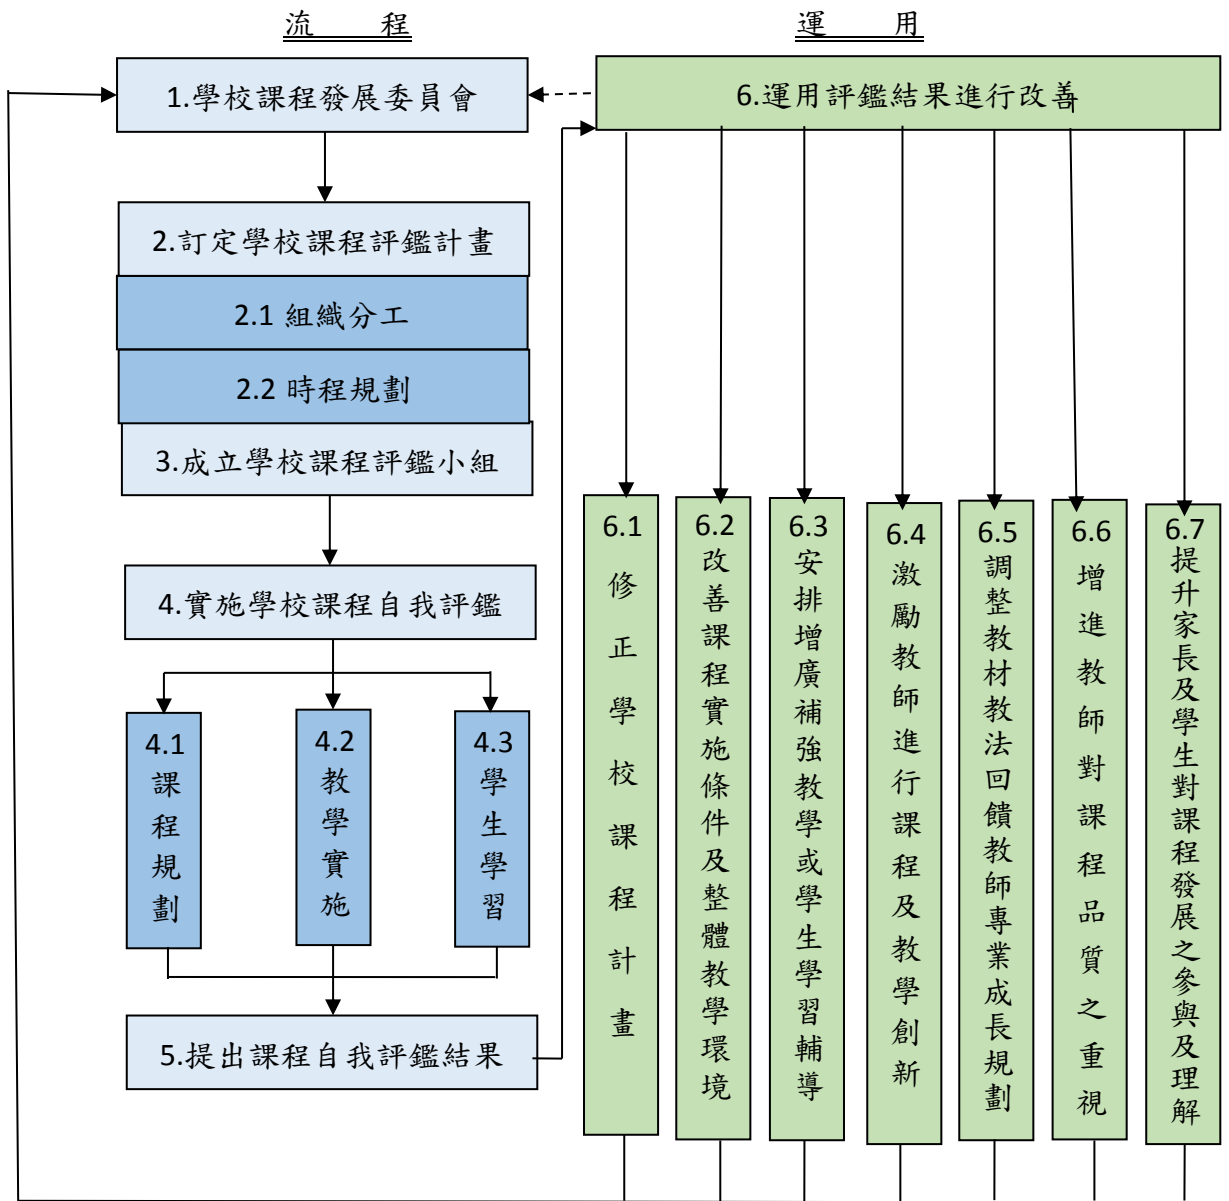 流 程
1.學校課程發展委員會
2.訂定學校課程評鑑計畫
2.1 組織分工
2.2 時程規劃
3.成立學校課程評鑑小組
4.實施學校課程自我評鑑
4.1
課程規劃
4.2
教學實施
4.3
學生學習
5.提出課程自我評鑑結果
運 用
6.運用評鑑結果進行改善
6.1
修正學校課程計畫
6.2
改善課程實施條件及整體教學環境
6.3
安排增廣補強教學或學生學習輔導
6.4
激勵教師進行課程及教學創新
6.5
調整教材教法回饋教師專業成長規劃
6.6
增進教師對課程品質之重視
6.7
提升家長及學生對課程發展之參與及理解